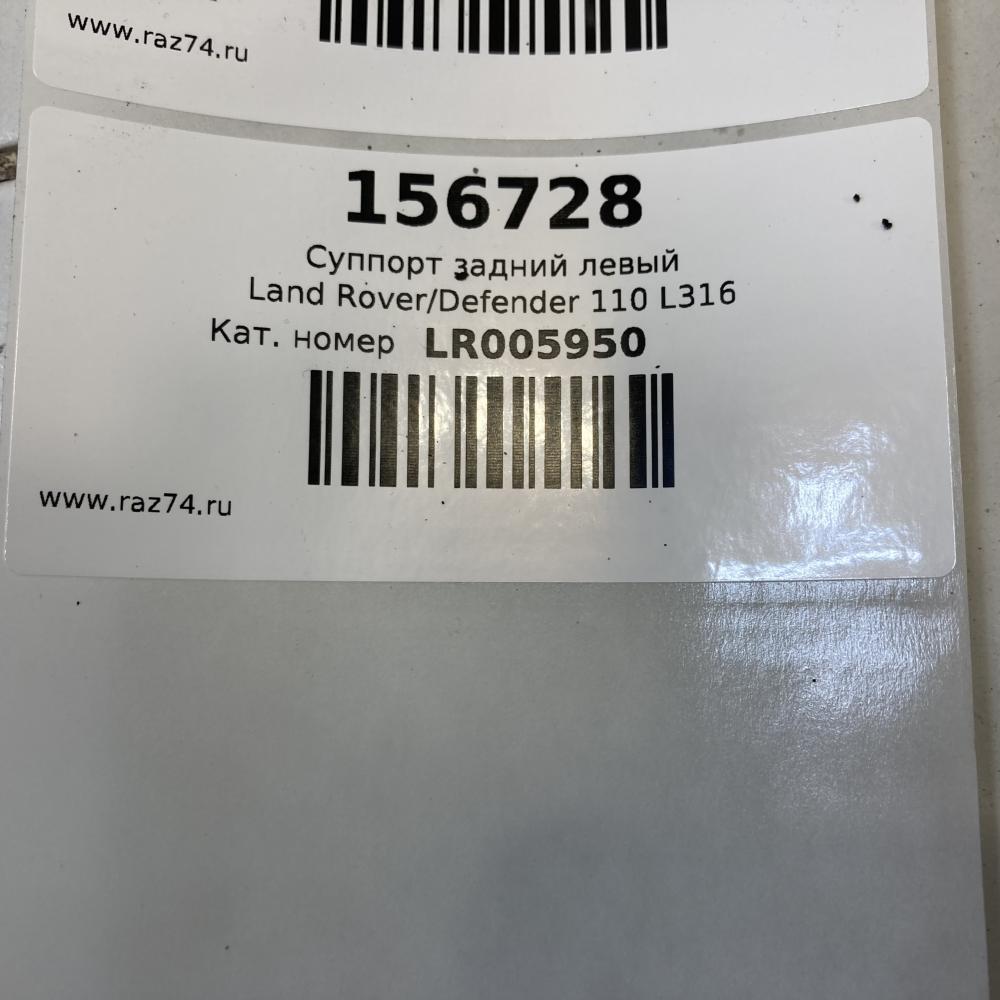 www.raz74.ru
156728
Суппорт задний левый
Land Rover/Defender 110 L316
Кат. номер LR005950
www.raz74.ru